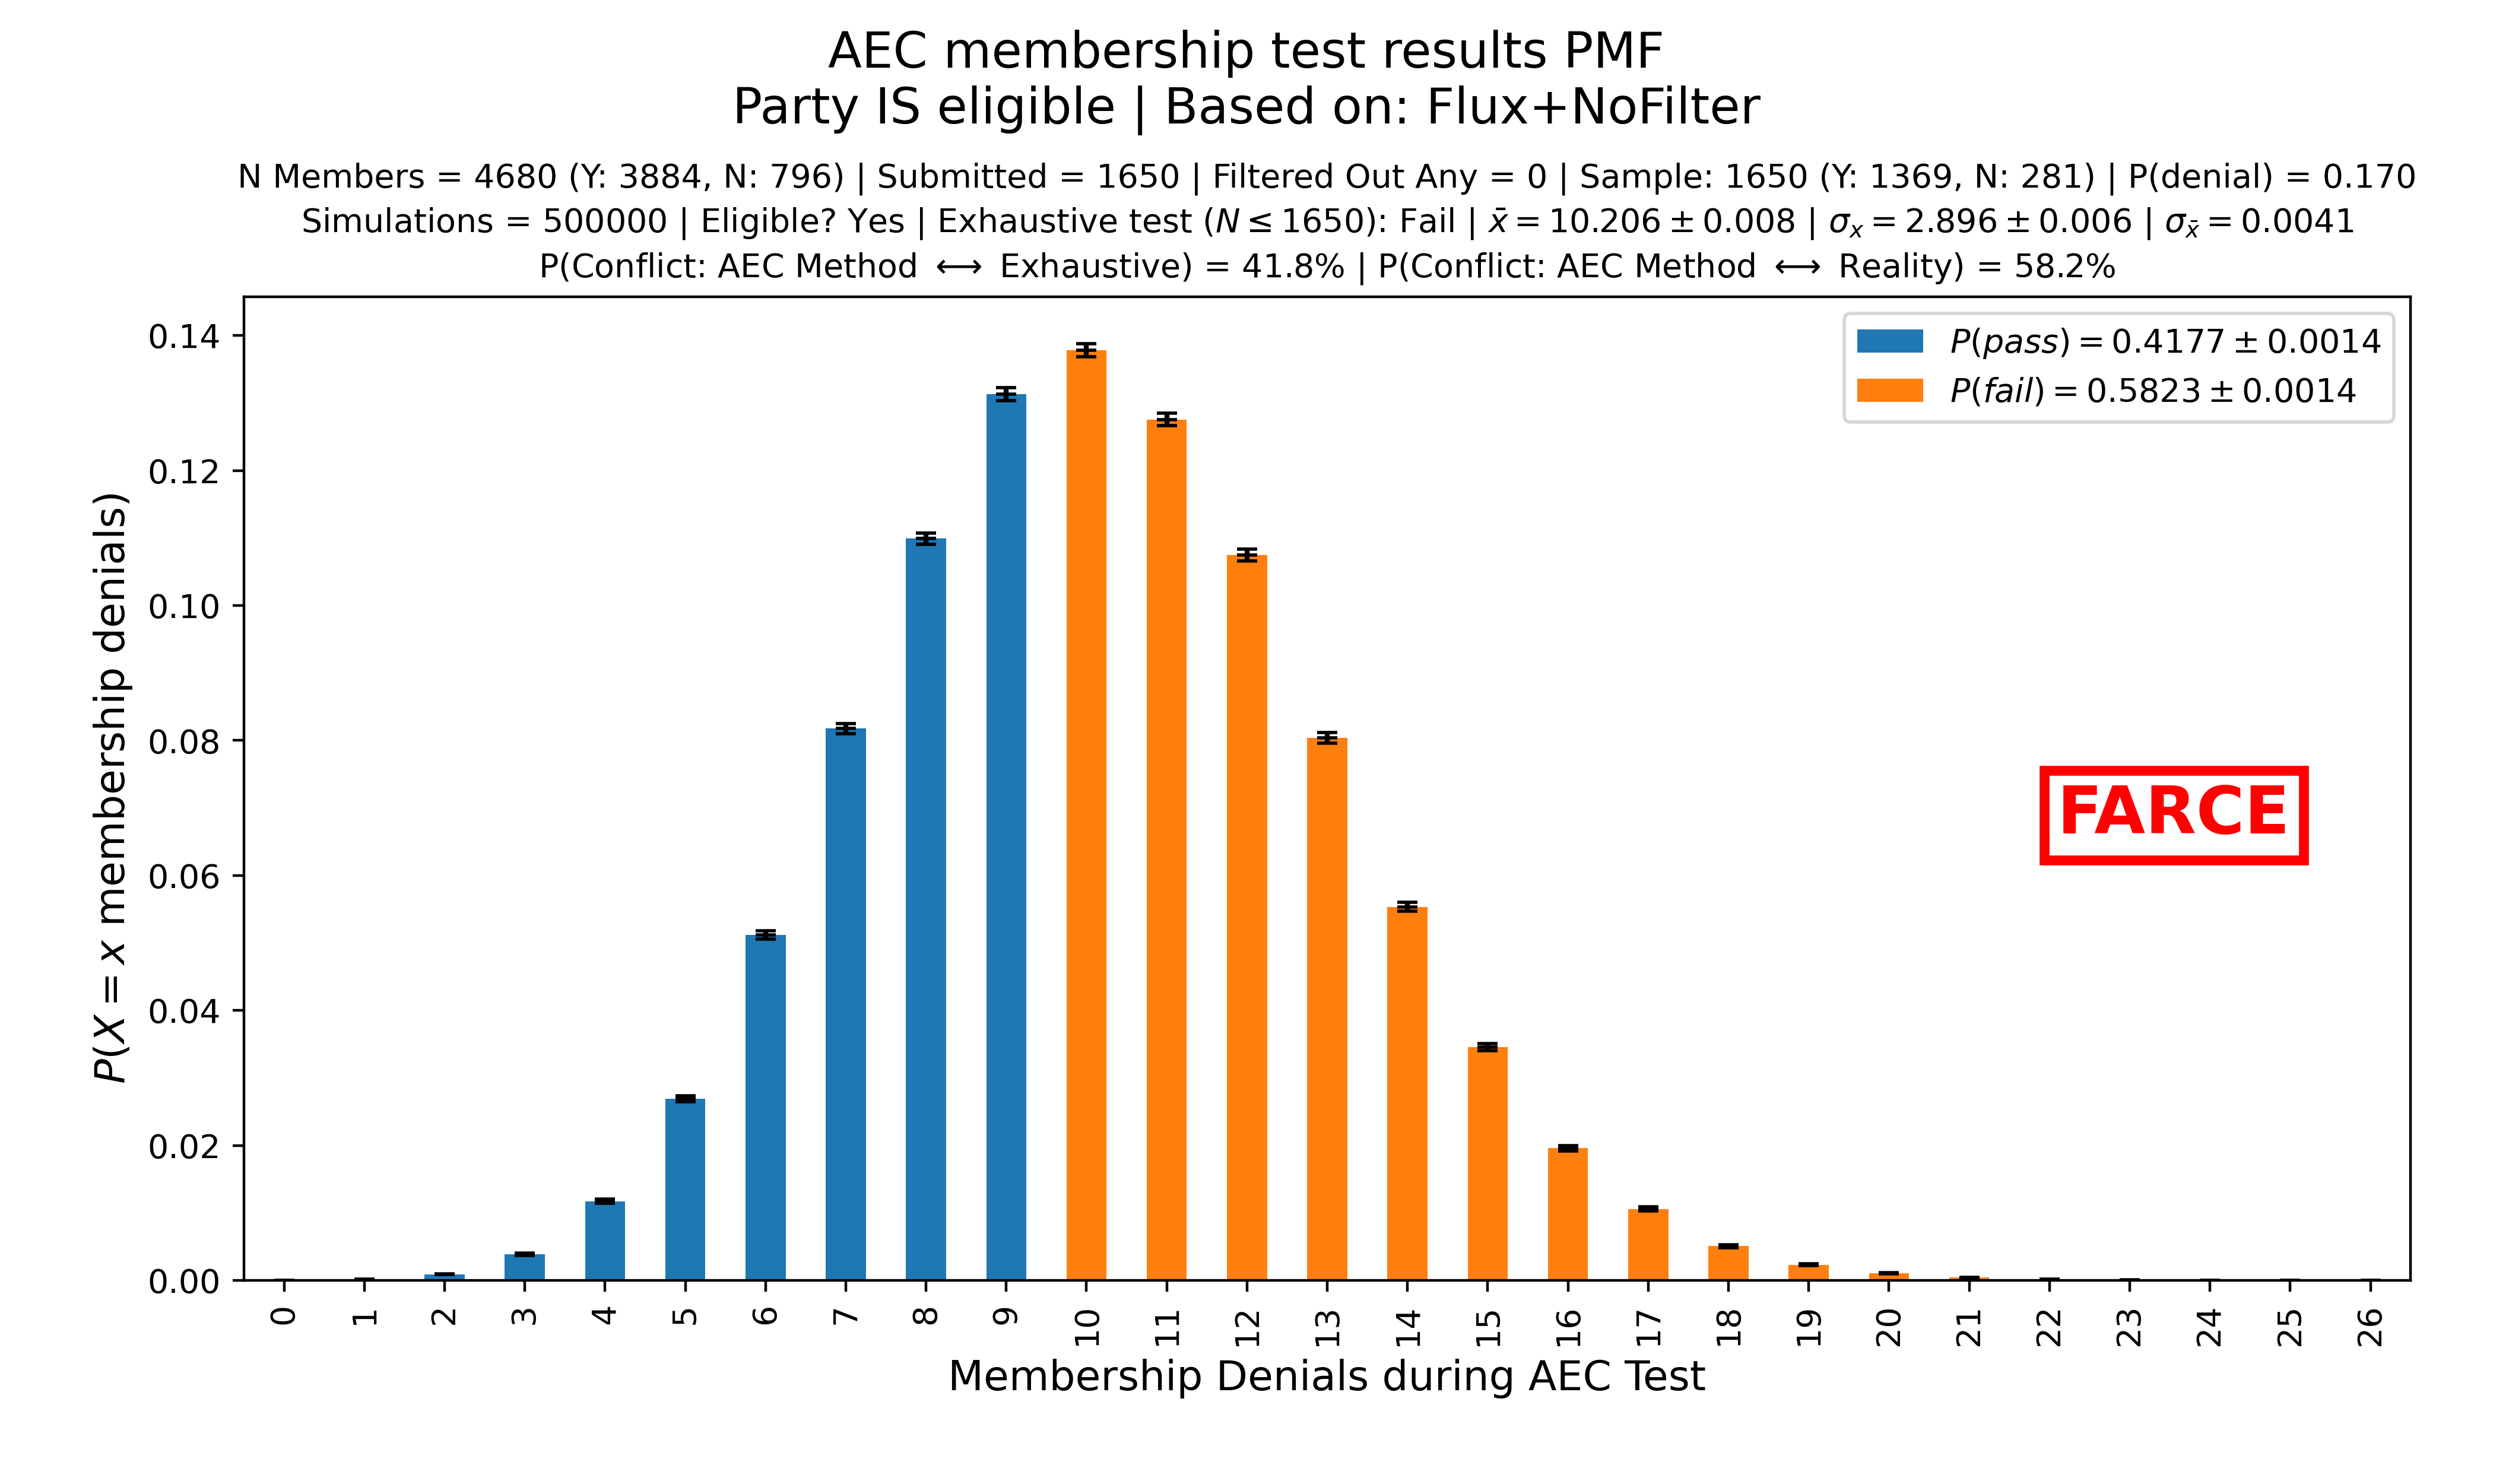 AEC membership test results PMF
Party IS eligible | Based on: Flux+NoFilter
N Members = 4680 (Y: 3884, N: 796) | Submitted = 1650 | Filtered Out Any = 0 | Sample: 1650 (Y: 1369, N: 281) | P(denial) = 0.170
Simulations = 500000 | Eligible? Yes | Exhaustive test (N ≤ 1650): Fail | x̄ = 10.206 ± 0.008 | σₓ = 2.896 ± 0.006 | σ_x̄ = 0.0041
P(Conflict: AEC Method ⟷ Exhaustive) = 41.8% | P(Conflict: AEC Method ⟷ Reality) = 58.2%
P(pass) = 0.4177 ± 0.0014
P(fail) = 0.5823 ± 0.0014
FARCE
P(X = x membership denials)
0.14
0.12
0.10
0.08
0.06
0.04
0.02
0.00
0 1 2 3 4 5 6 7 8 9 10 11 12 13 14 15 16 17 18 19 20 21 22 23 24 25 26
Membership Denials during AEC Test